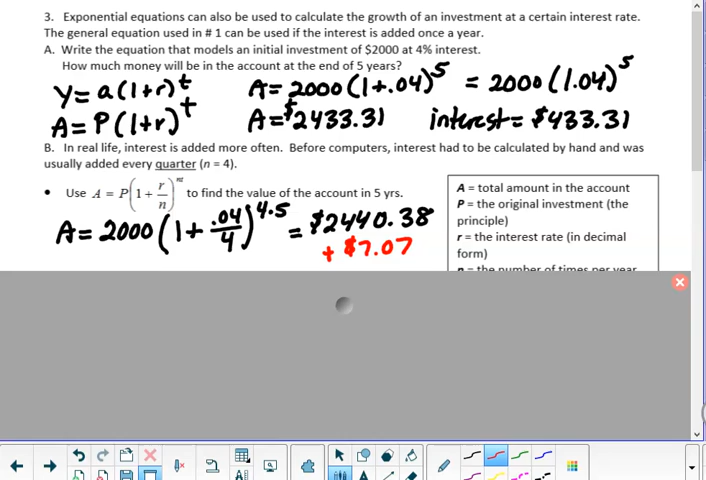 3. Exponential equations can also be used to calculate the growth of an investment at a certain interest rate.
The general equation used in # 1 can be used if the interest is added once a year.
A. Write the equation that models an initial investment of $2000 at 4% interest.
How much money will be in the account at the end of 5 years?
y = a(1+r)^t A = 2000(1+.04)^5 = 2000(1.04)^5
A = P(1+r)^t A = $2433.31 interest = $433.31
B. In real life, interest is added more often. Before computers, interest had to be calculated by hand and was
usually added every quarter (n = 4).
• Use A = P(1 + r/n)^nt to find the value of the account in 5 yrs.
A = 2000(1 + .04/4)^4·5 = $2440.38
+ $7.07
A = total amount in the account
P = the original investment (the
principle)
r = the interest rate (in decimal
form)
n = the number of times per year